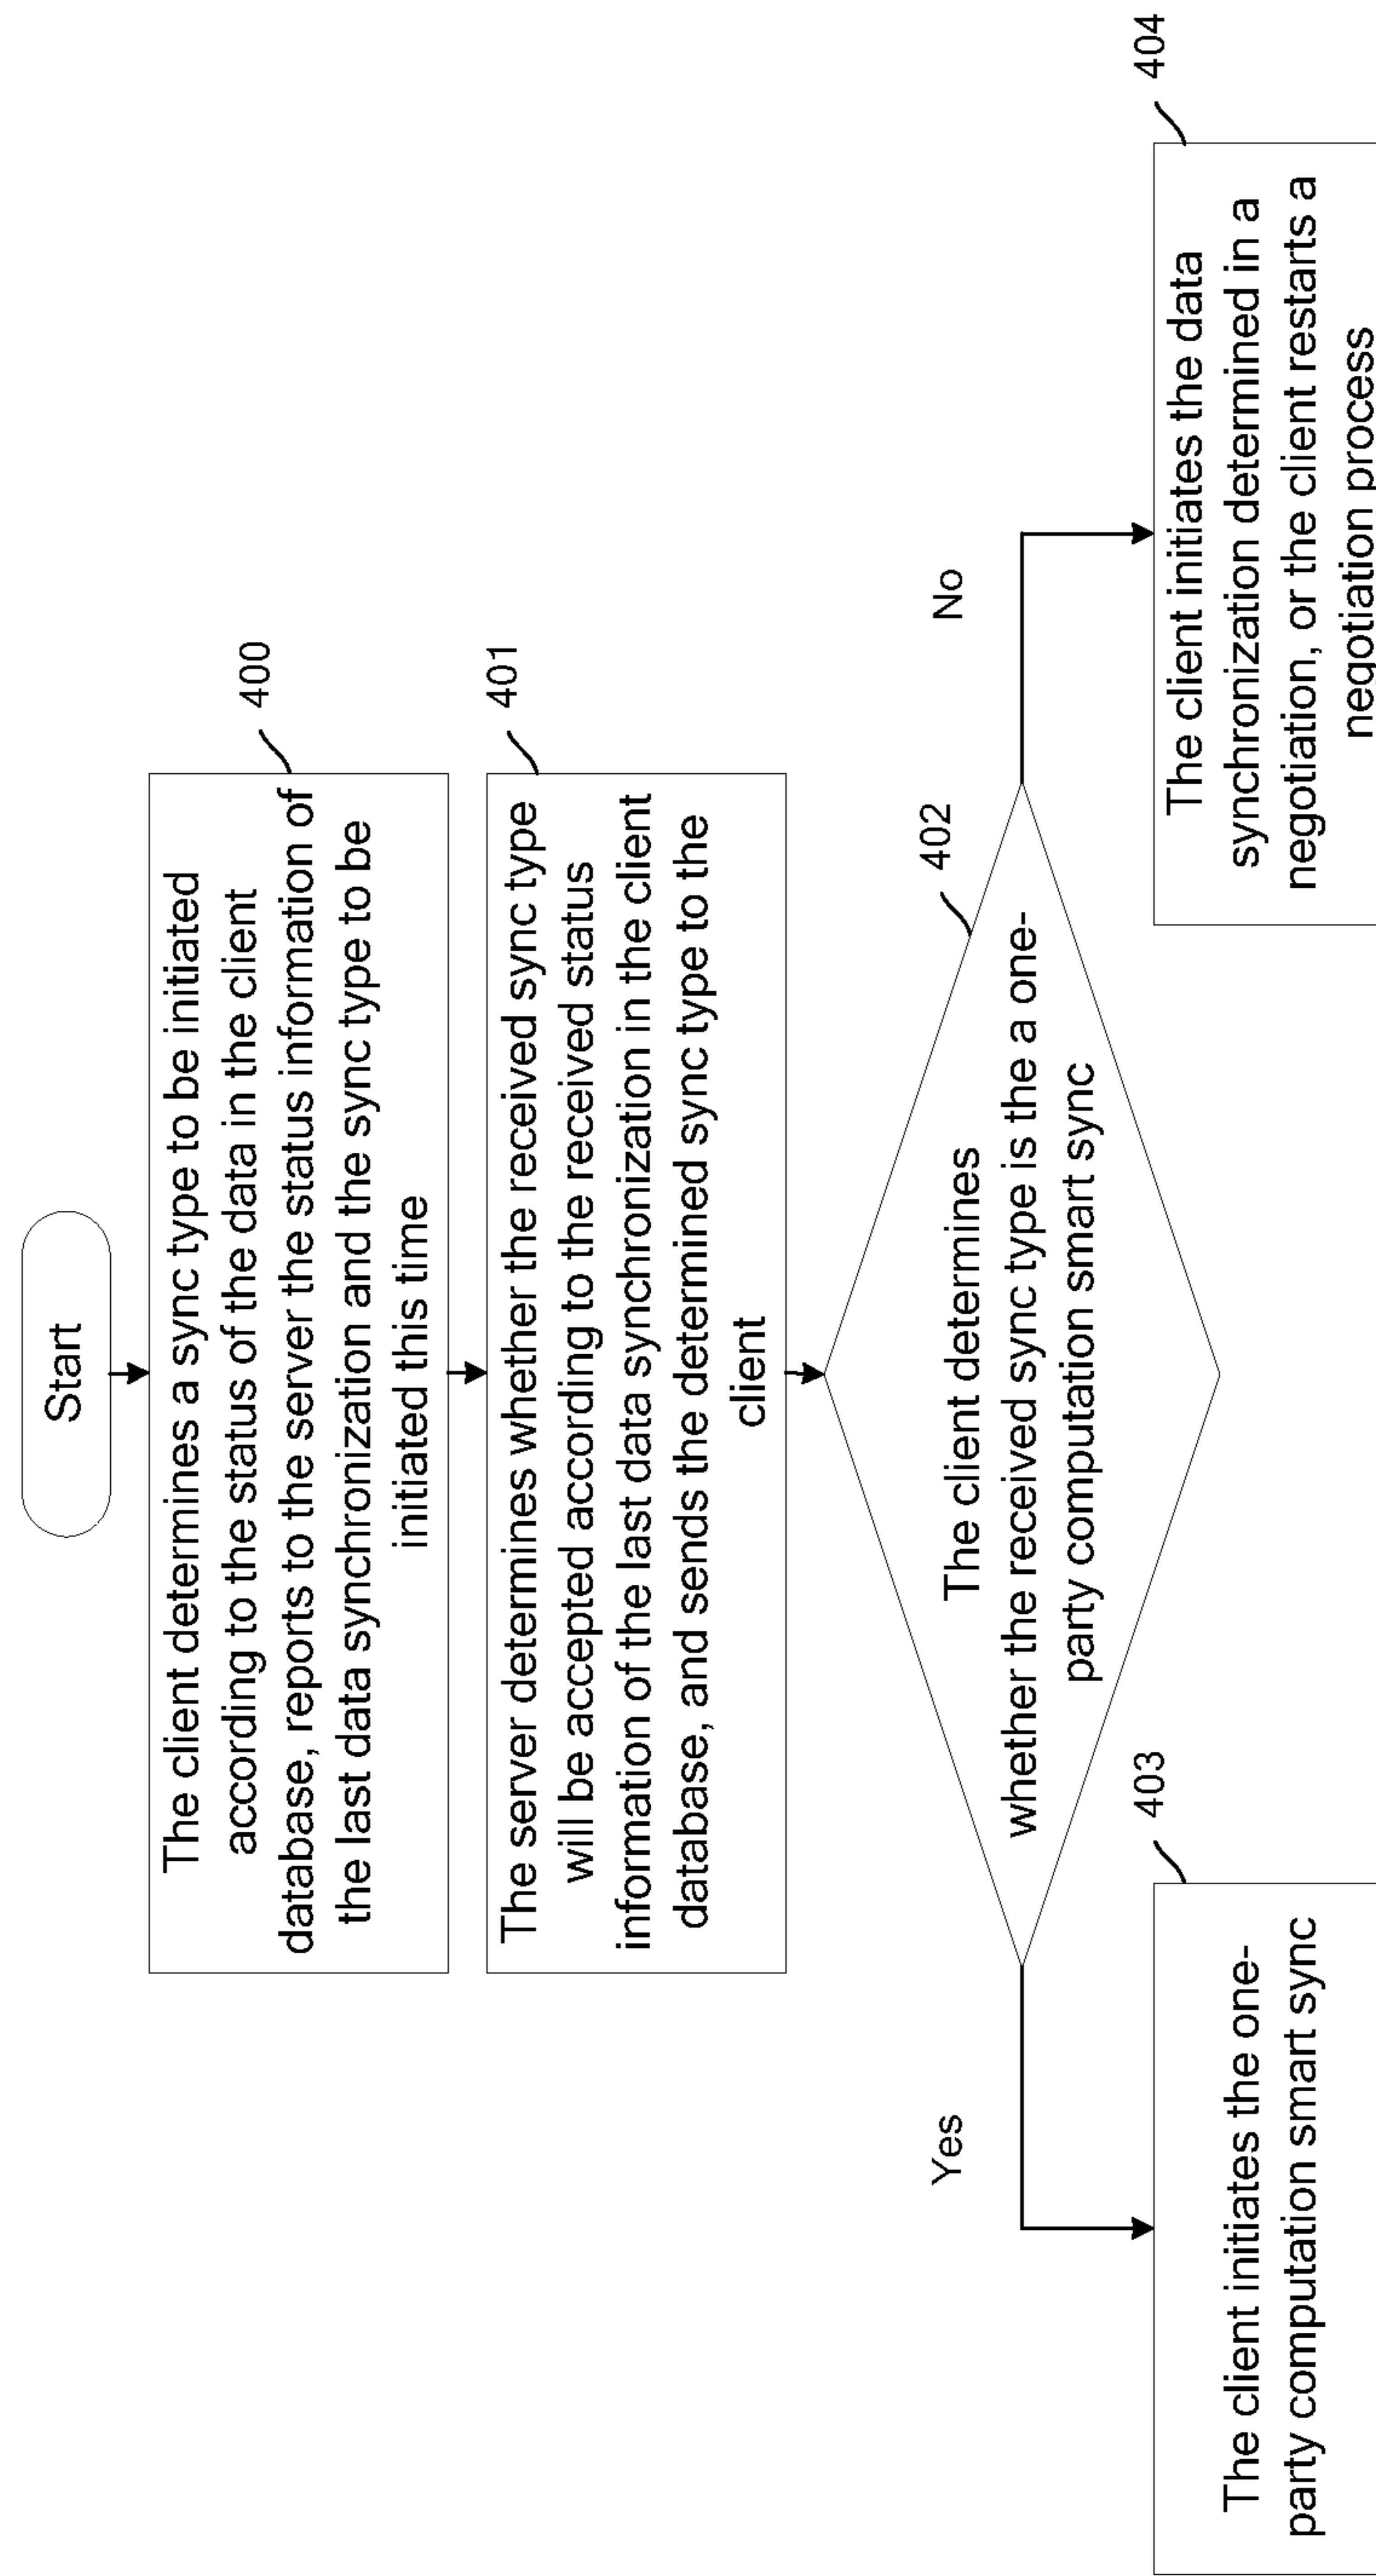 Start
400
The client determines a sync type to be initiated
according to the status of the data in the client
database, reports to the server the status information of
the last data synchronization and the sync type to be
initiated this time
401
The server determines whether the received sync type
will be accepted according to the received status
information of the last data synchronization in the client
database, and sends the determined sync type to the
client
402
The client determines
whether the received sync type is the a one-
party computation smart sync
Yes
No
403
The client initiates the one-
party computation smart sync
404
The client initiates the data
synchronization determined in a
negotiation, or the client restarts a
negotiation process